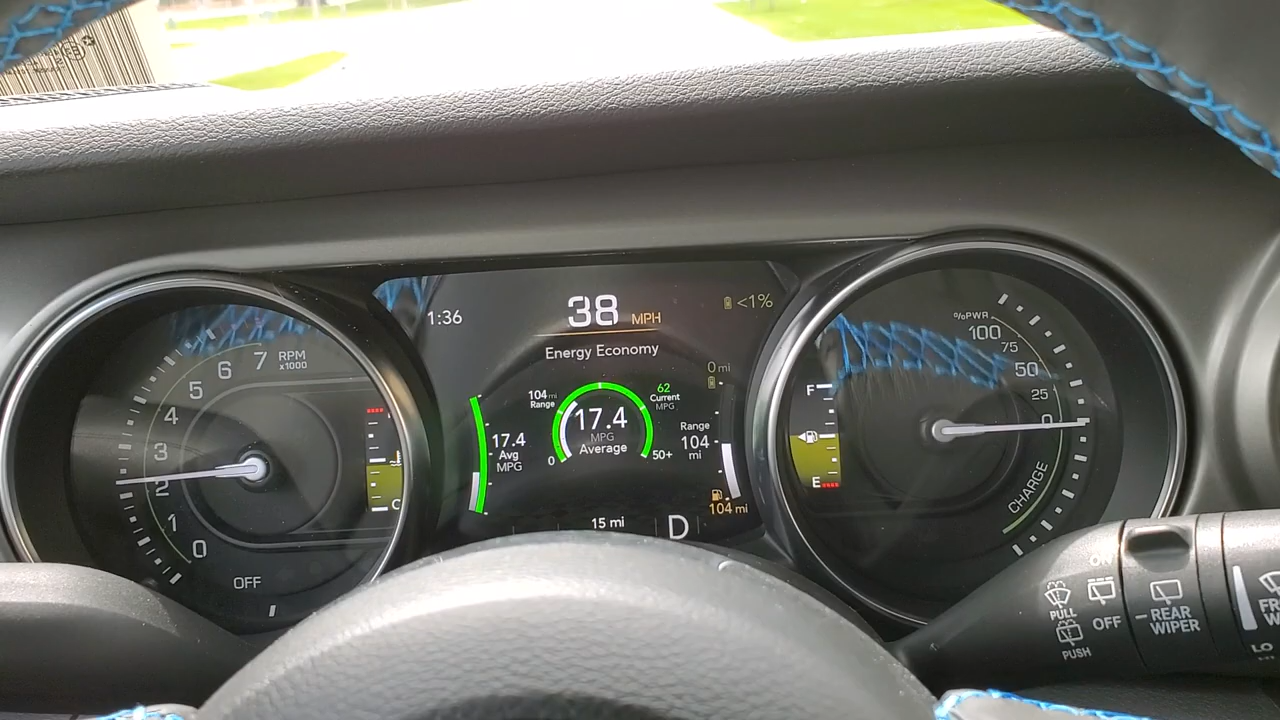 1:36
38 MPH
<1%
Energy Economy
0 mi
104 mi
Range
62
Current
MPG
17.4
MPG
Average
0
50+
17.4
Avg
MPG
Range
104
mi
104 mi
15 mi
D
RPM
x1000
7
6
5
4
3
2
1
0
OFF
C
%PWR
100
75
50
25
0
CHARGE
F
E
ON
OFF
PULL
PUSH
REAR
WIPER
LO